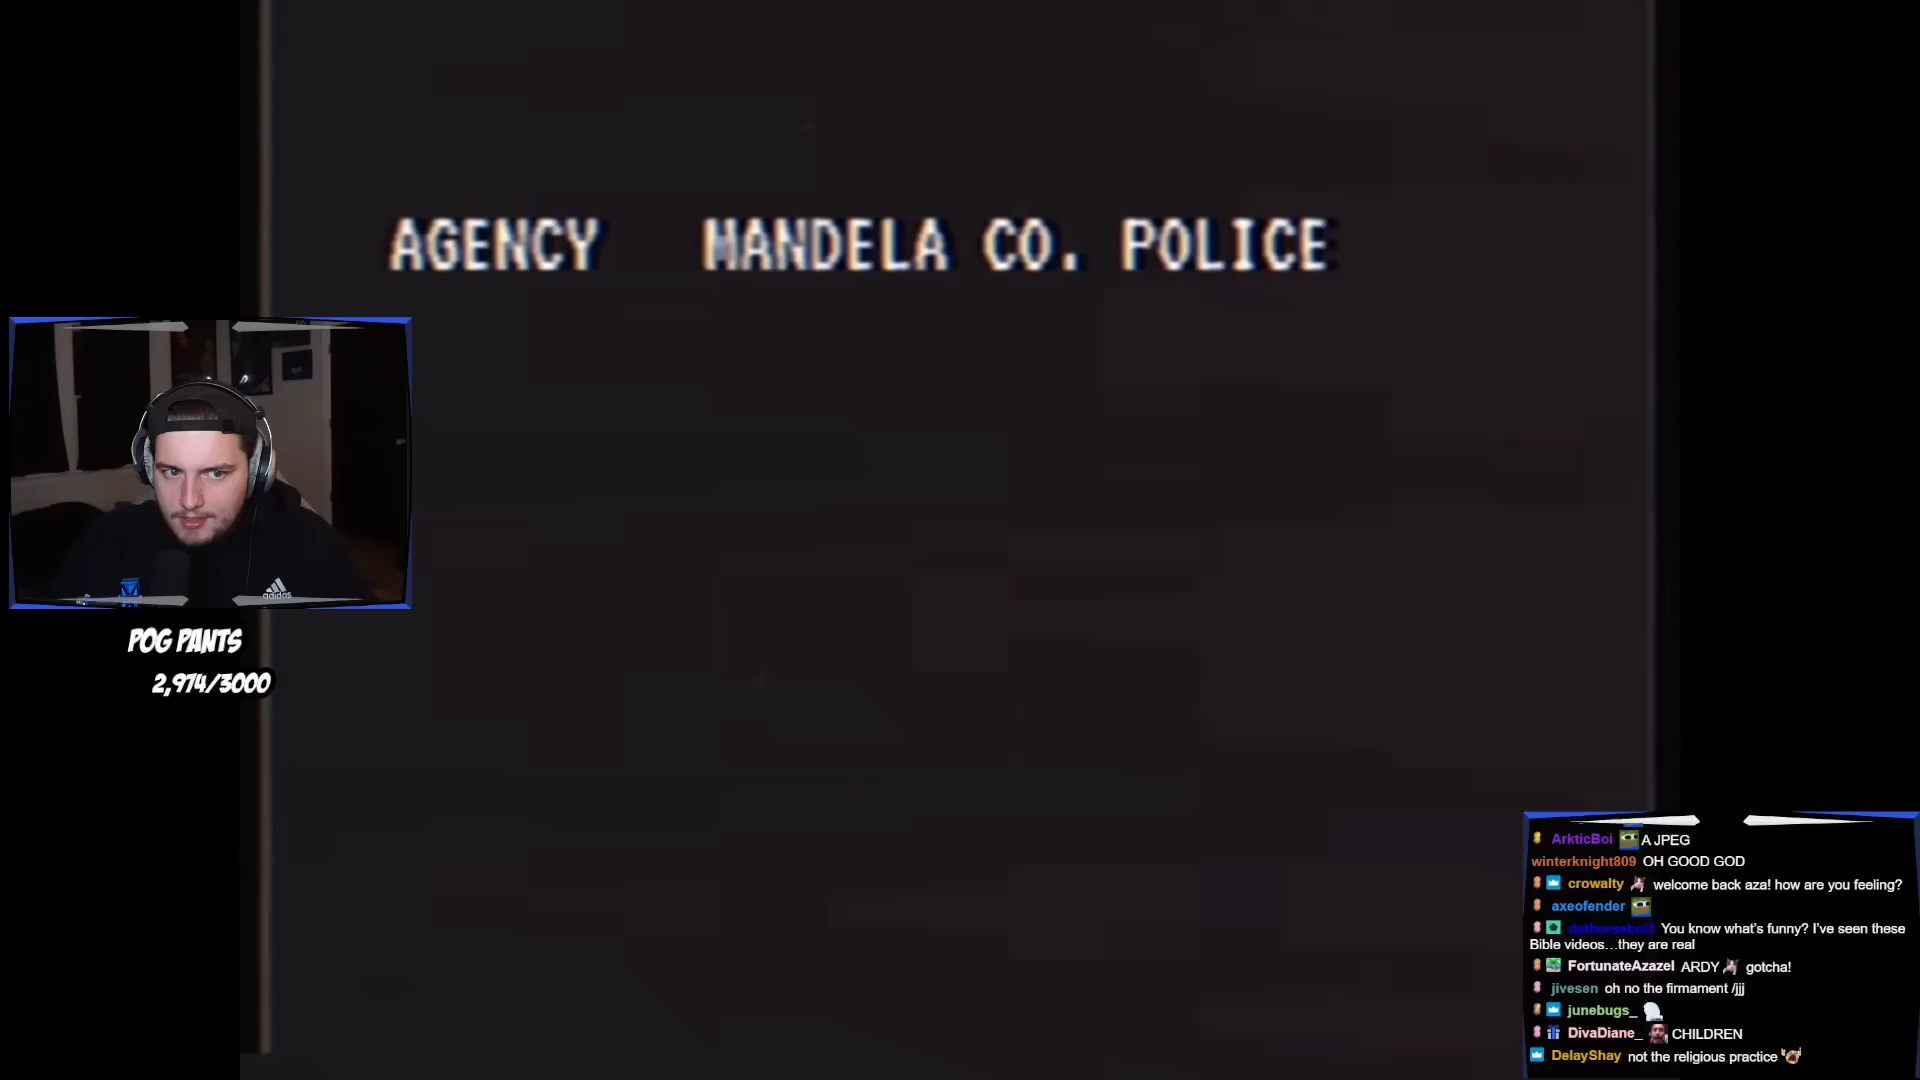 AGENCY MANDELA CO. POLICE
adidas
POG PANTS
2,974/3000
ArkticBoi A JPEG
winterknight809 OH GOOD GOD
crowalty welcome back aza! how are you feeling?
axeofender
dathorseboi3 You know what's funny? I've seen these
Bible videos...they are real
FortunateAzazel ARDY gotcha!
jivesen oh no the firmament /jjj
junebugs_
DivaDiane_ CHILDREN
DelayShay not the religious practice